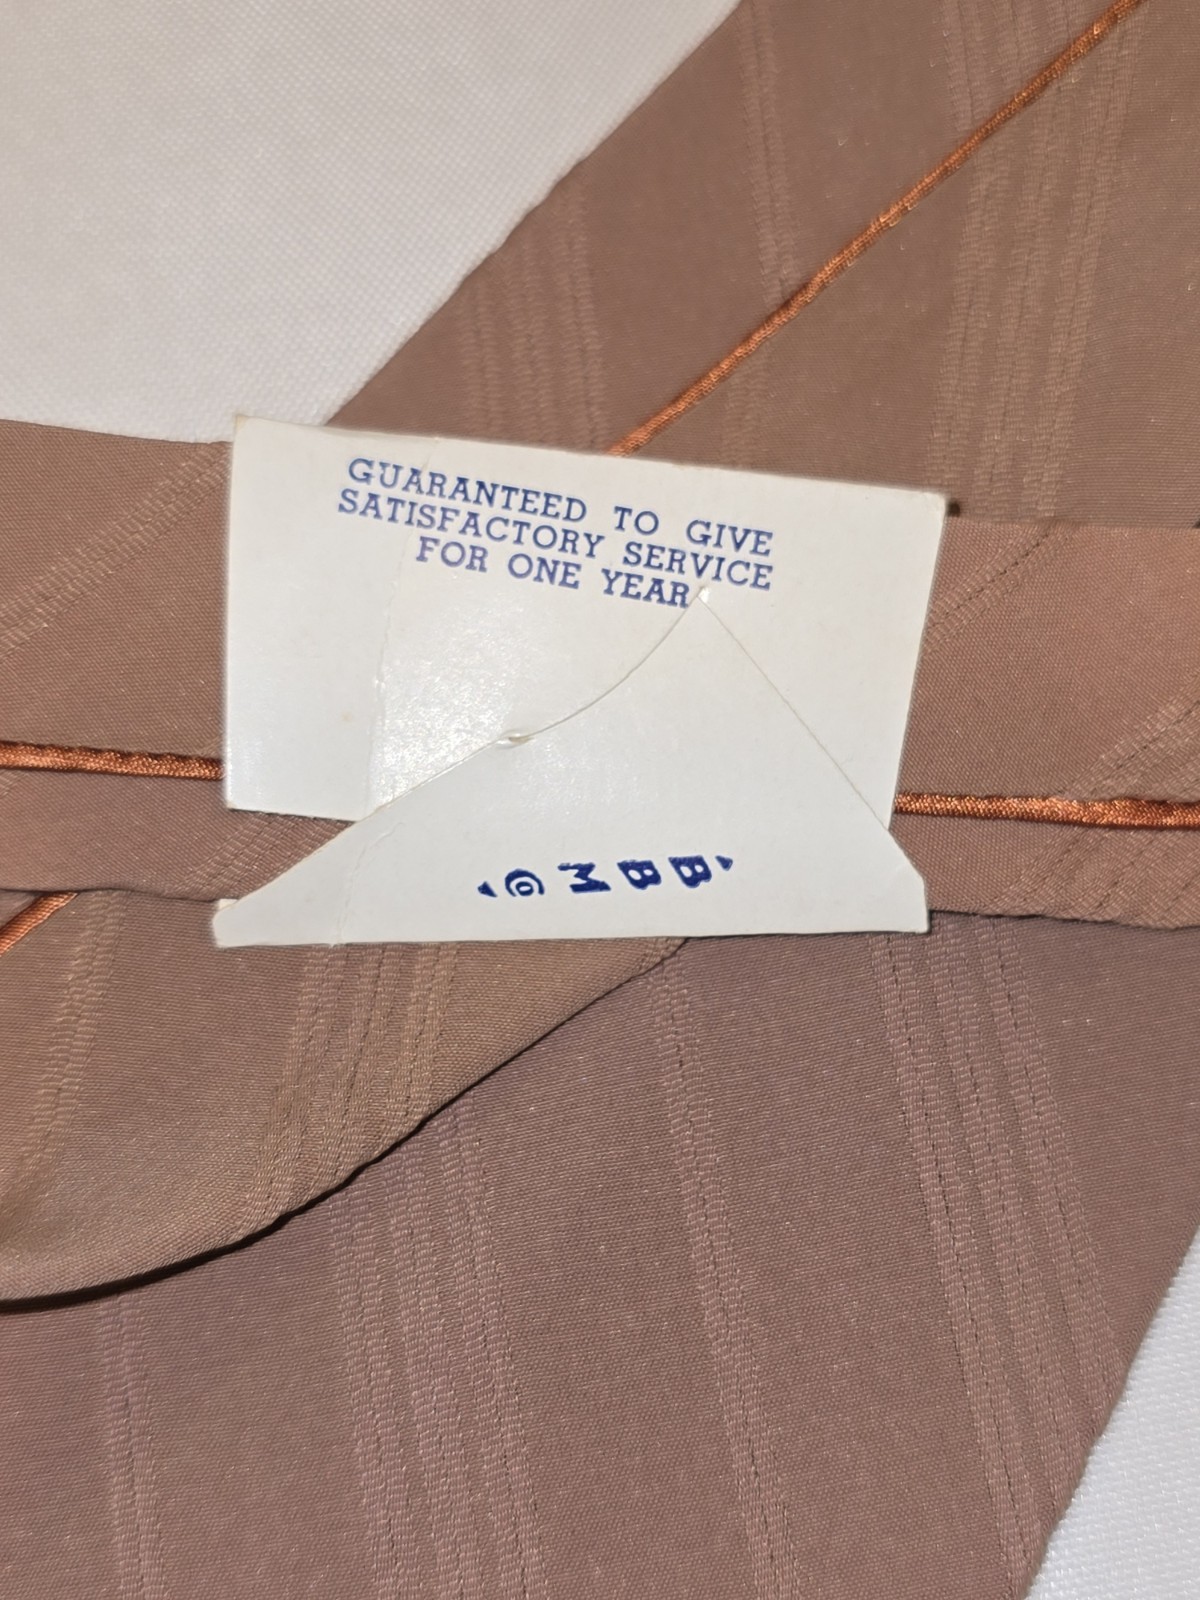 GUARANTEED TO GIVE
SATISFACTORY SERVICE
FOR ONE YEAR